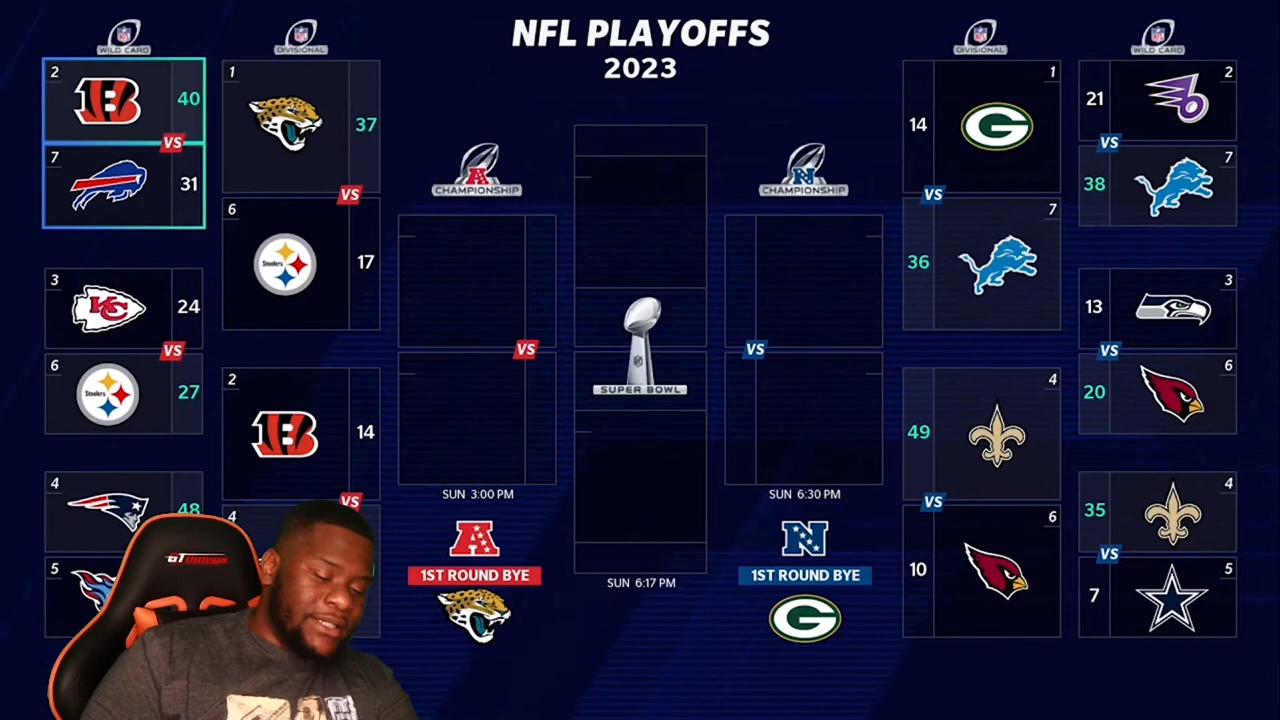 NFL PLAYOFFS
2023
WILD CARD
DIVISIONAL
DIVISIONAL
WILD CARD
2
40
VS
7
31
3
24
VS
6
Steelers
27
4
48
5
1
37
VS
6
Steelers
17
2
14
VS
4
A
CHAMPIONSHIP
VS
SUN 3:00 PM
A
1ST ROUND BYE
SUPER BOWL
SUN 6:17 PM
N
CHAMPIONSHIP
VS
SUN 6:30 PM
N
1ST ROUND BYE
G
1
14
G
VS
7
36
4
49
VS
6
10
2
21
VS
7
38
3
13
VS
6
20
4
35
VS
5
7
GT Omega